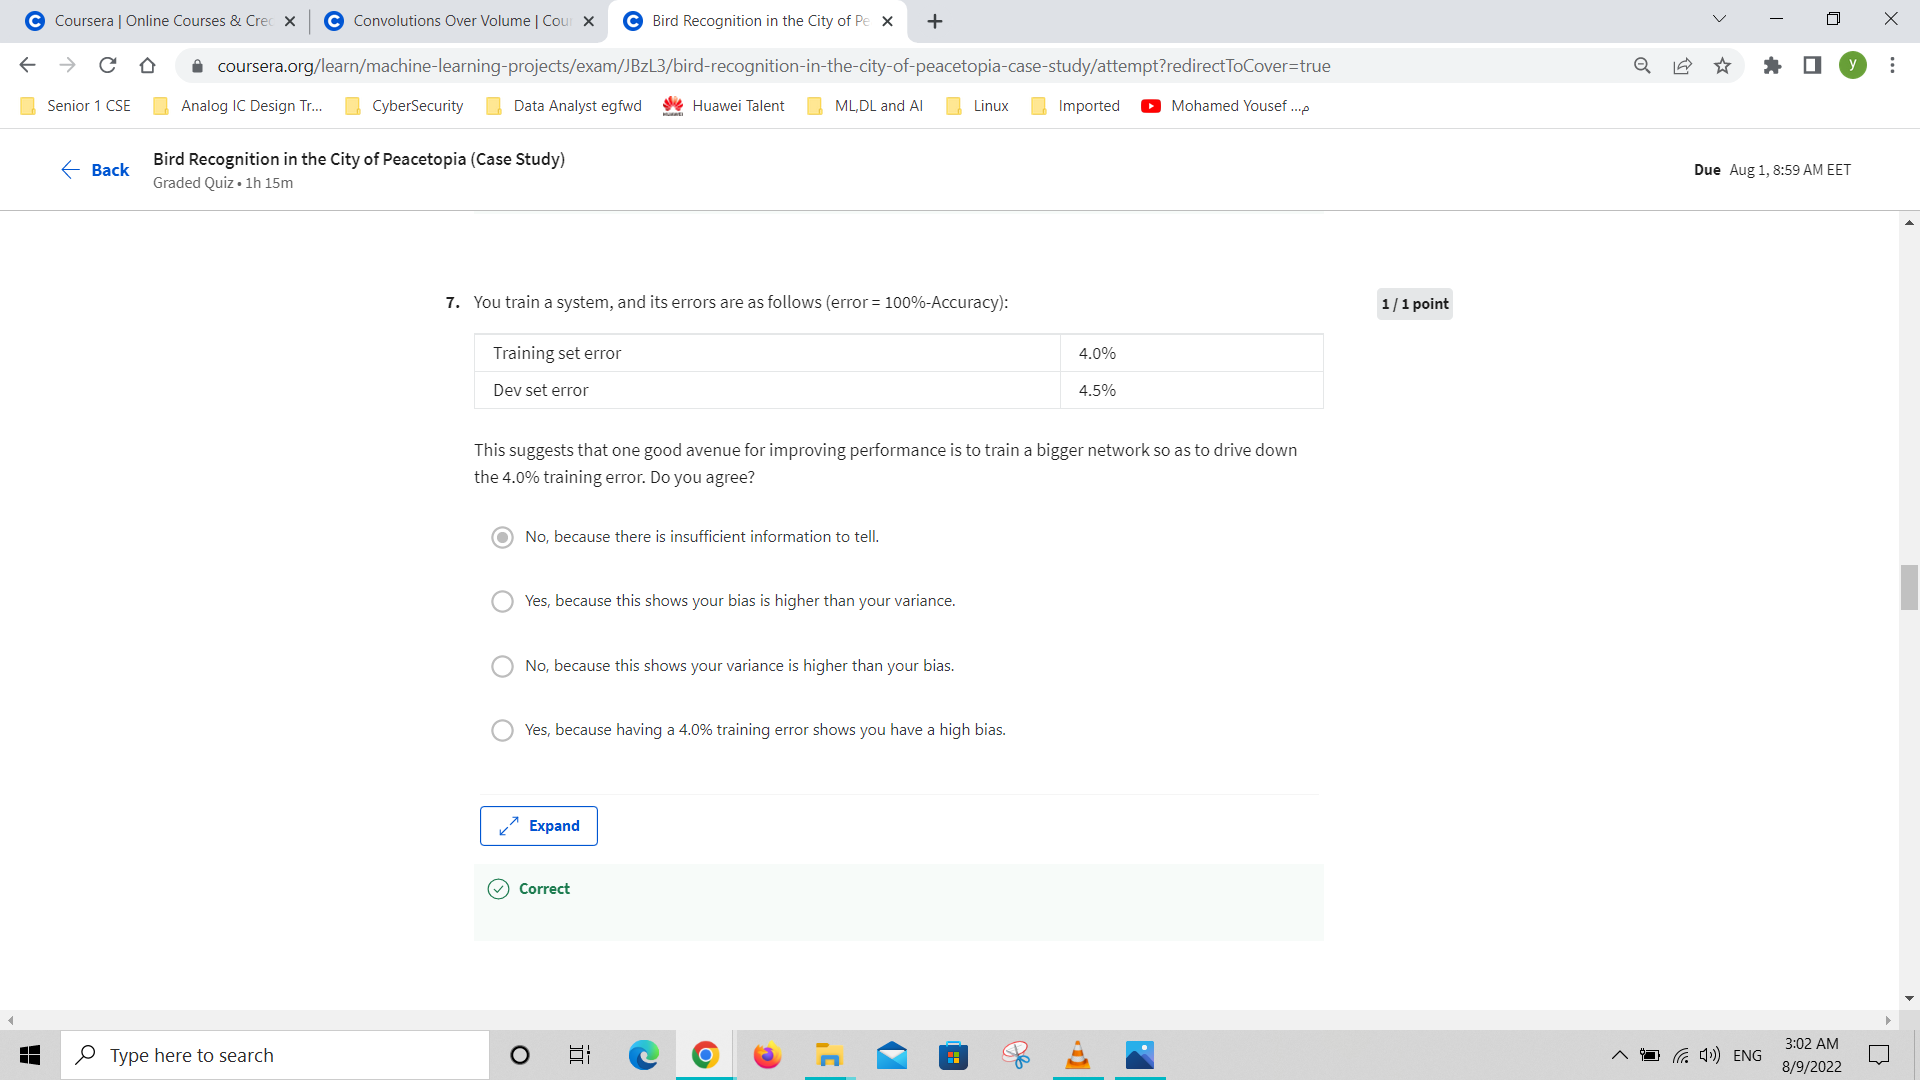 Coursera | Online Courses & Crec
Convolutions Over Volume | Cour
Bird Recognition in the City of Pe
coursera.org/learn/machine-learning-projects/exam/JBzL3/bird-recognition-in-the-city-of-peacetopia-case-study/attempt?redirectToCover=true
y
Senior 1 CSE
Analog IC Design Tr...
CyberSecurity
Data Analyst egfwd
Huawei Talent
ML,DL and AI
Linux
Imported
Mohamed Yousef ...م
Back
Bird Recognition in the City of Peacetopia (Case Study)
Graded Quiz • 1h 15m
Due Aug 1, 8:59 AM EET
7. You train a system, and its errors are as follows (error = 100%-Accuracy):
1 / 1 point
Training set error 4.0%
Dev set error 4.5%
This suggests that one good avenue for improving performance is to train a bigger network so as to drive down
the 4.0% training error. Do you agree?
No, because there is insufficient information to tell.
Yes, because this shows your bias is higher than your variance.
No, because this shows your variance is higher than your bias.
Yes, because having a 4.0% training error shows you have a high bias.
Expand
Correct
Type here to search
ENG
3:02 AM
8/9/2022